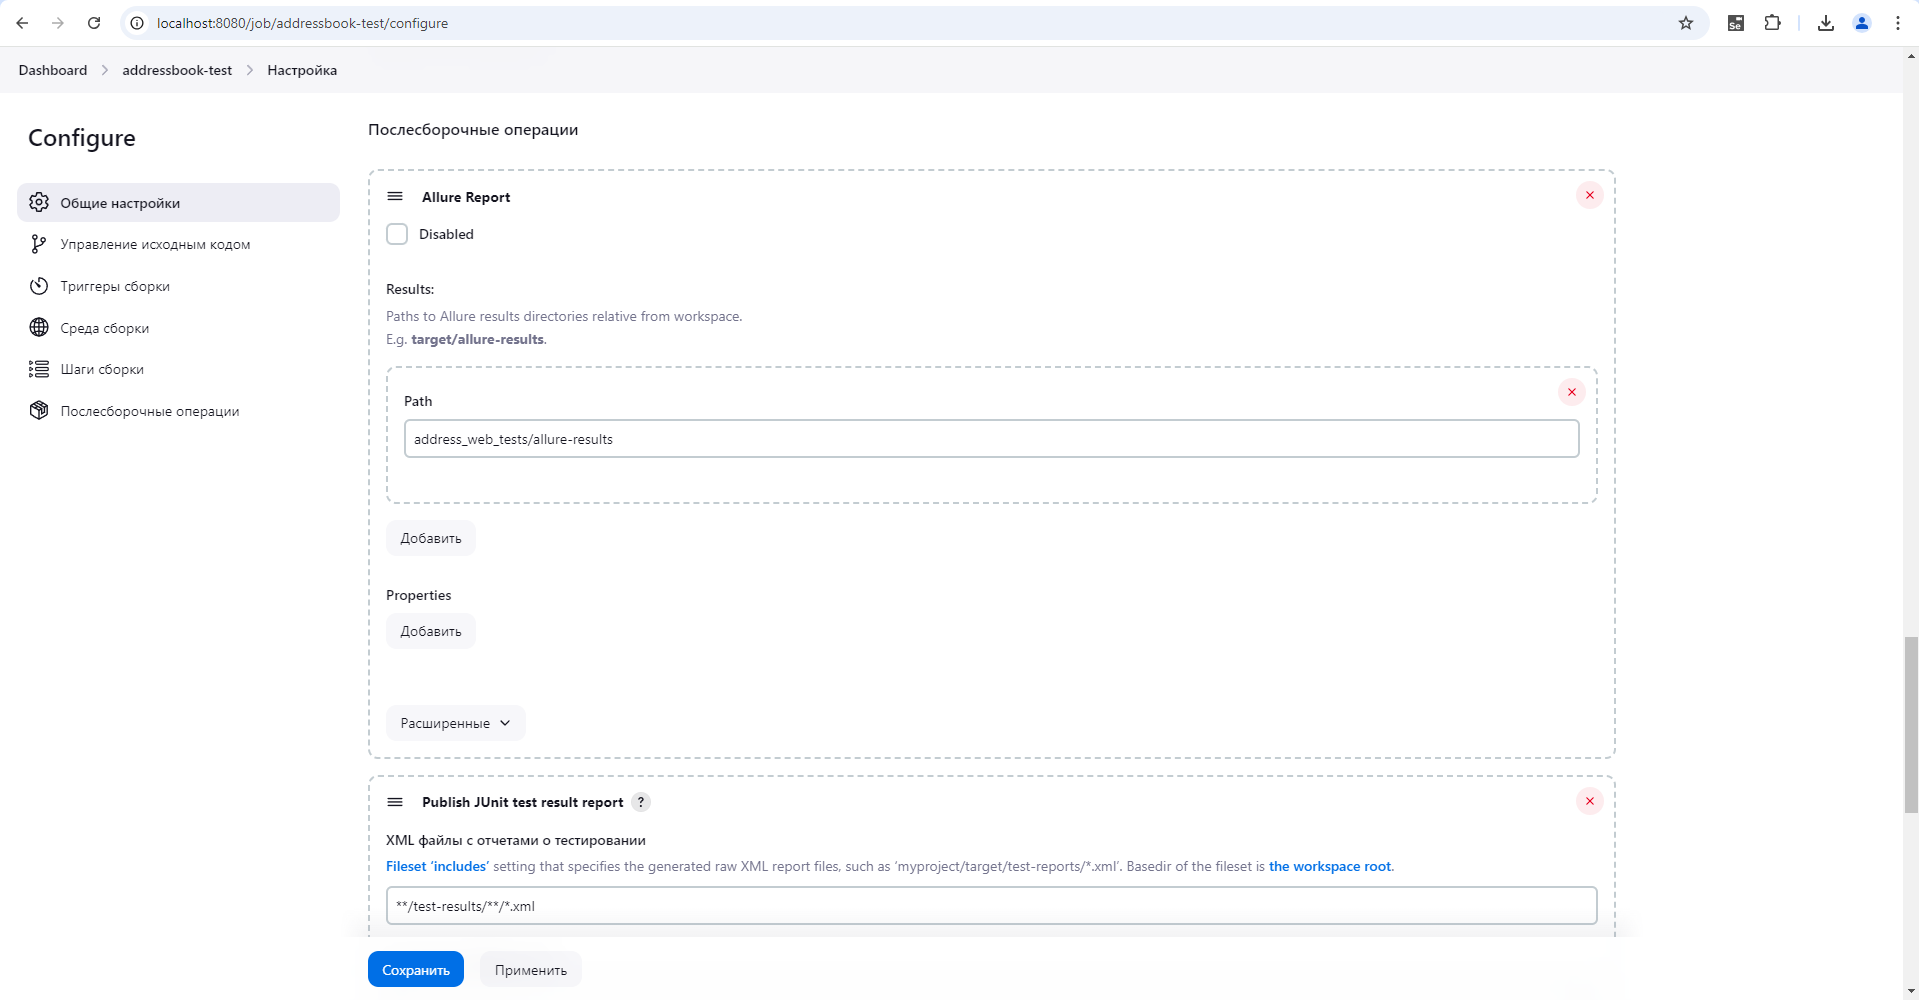 localhost:8080/job/addressbook-test/configure
Dashboard > addressbook-test > Настройка
Configure
Общие настройки
Управление исходным кодом
Триггеры сборки
Среда сборки
Шаги сборки
Послесборочные операции
Послесборочные операции
Allure Report
Disabled
Results:
Paths to Allure results directories relative from workspace.
E.g. target/allure-results.
Path
address_web_tests/allure-results
Добавить
Properties
Добавить
Расширенные
Publish JUnit test result report ?
XML файлы с отчетами о тестировании
Fileset ‘includes’ setting that specifies the generated raw XML report files, such as ‘myproject/target/test-reports/*.xml’. Basedir of the fileset is the workspace root.
**/test-results/**/*.xml
Сохранить Применить